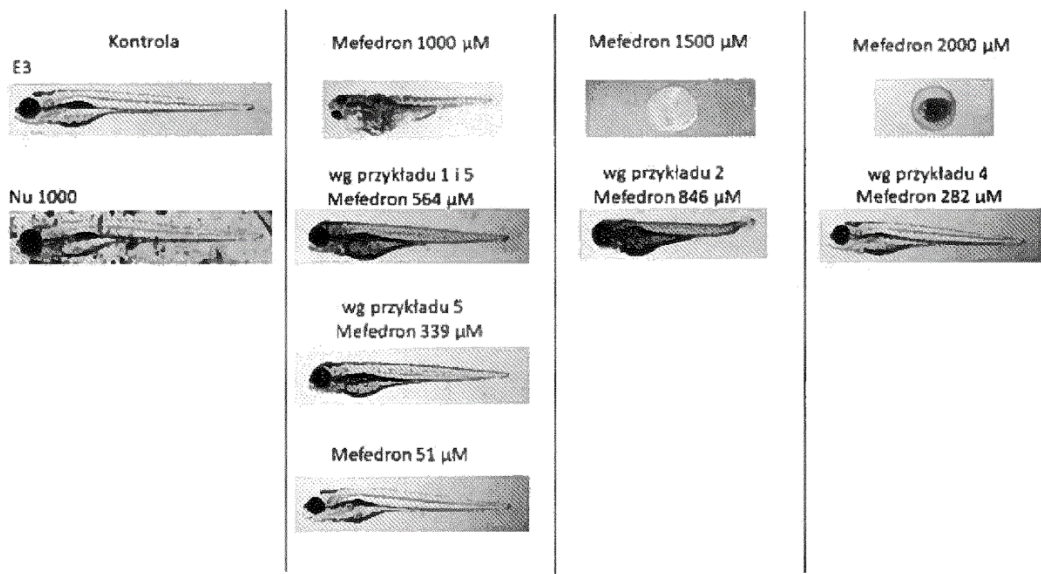 Kontrola
E3
Nu 1000
Mefedron 1000 µM
wg przykładu 1 i 5
Mefedron 564 µM
wg przykładu 5
Mefedron 339 µM
Mefedron 51 µM
Mefedron 1500 µM
wg przykładu 2
Mefedron 846 µM
Mefedron 2000 µM
wg przykładu 4
Mefedron 282 µM